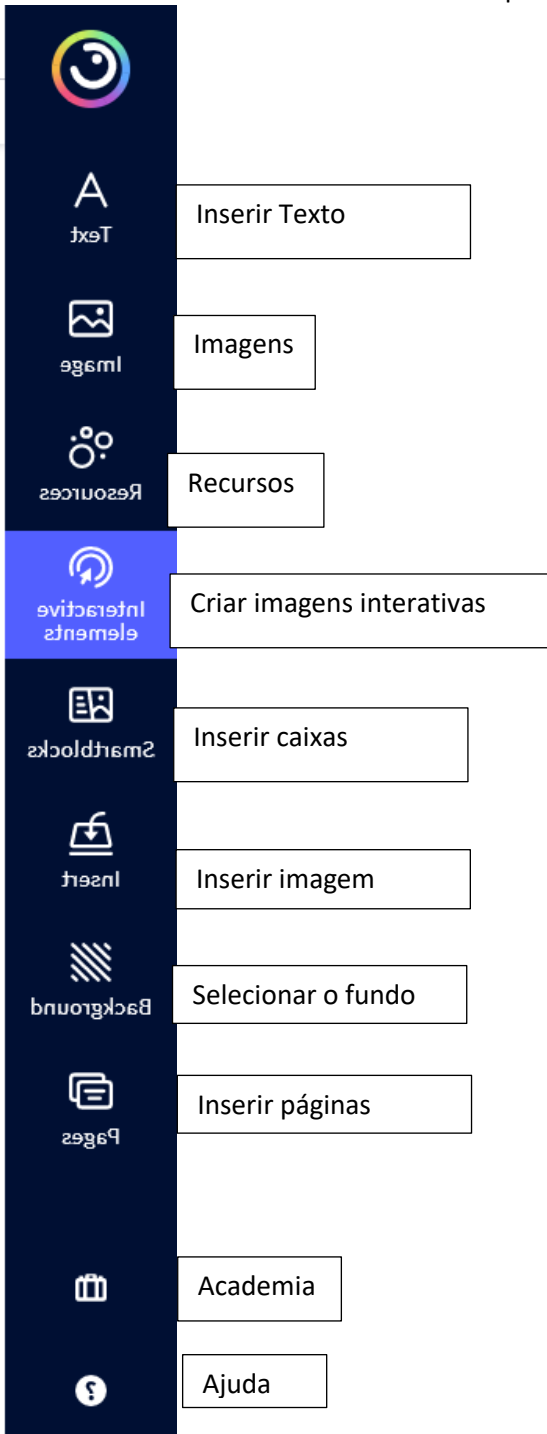 Text
Inserir Texto
Image
Imagens
Resources
Recursos
Interactive
elements
Criar imagens interativas
Smartblocks
Inserir caixas
Insert
Inserir imagem
Background
Selecionar o fundo
Pages
Inserir páginas
Academia
?
Ajuda